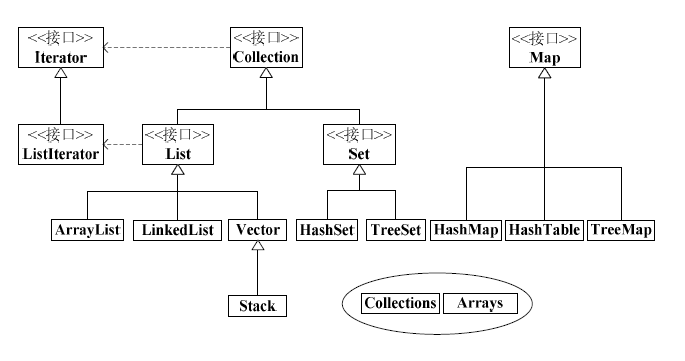 <<接口>>
Iterator
<<接口>>
Collection
<<接口>>
Map
<<接口>>
ListIterator
<<接口>>
List
<<接口>>
Set
ArrayList
LinkedList
Vector
HashSet
TreeSet
HashMap
HashTable
TreeMap
Stack
Collections
Arrays